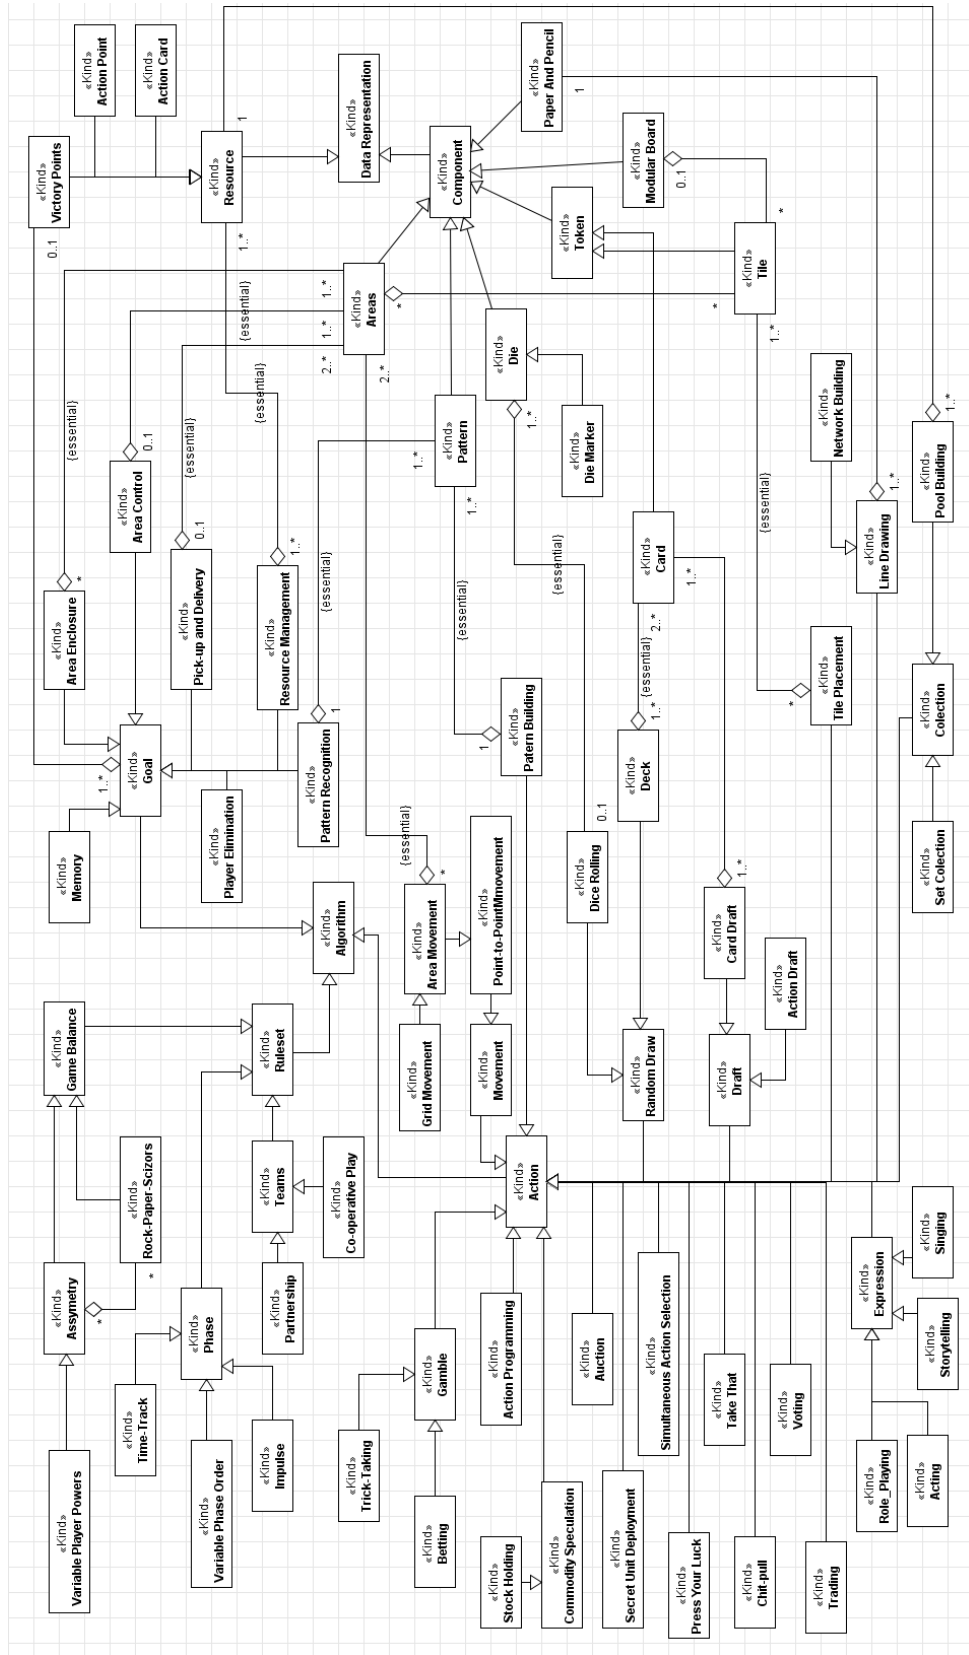 «Kind»
Variable Player Powers
«Kind»
Assymetry
*
«Kind»
Game Balance
«Kind»
Memory
«Kind»
Area Enclosure
*
{essential}
«Kind»
Victory Points
0..1
«Kind»
Action Point
«Kind»
Action Card
«Kind»
Time-Track
«Kind»
Rock-Paper-Scizors
*
«Kind»
Goal
1..*
«Kind»
Area Control
0..1
{essential}
«Kind»
Variable Phase Order
«Kind»
Phase
«Kind»
Pick-up and Delivery
0..1
{essential}
«Kind»
Resource
1
1..*
«Kind»
Impulse
«Kind»
Partnership
«Kind»
Teams
«Kind»
Ruleset
«Kind»
Player Elimination
«Kind»
Resource Management
1..*
{essential}
«Kind»
Co-operative Play
«Kind»
Algorithm
«Kind»
Pattern Recognition
1
{essential}
«Kind»
Areas
1..*
1..*
2..*
2..*
*
«Kind»
Data Representation
«Kind»
Trick-Taking
«Kind»
Betting
«Kind»
Gamble
«Kind»
Grid Movement
«Kind»
Area Movement
*
{essential}
«Kind»
Pattern
1..*
1..*
{essential}
«Kind»
Component
«Kind»
Stock Holding
«Kind»
Action Programming
«Kind»
Movement
«Kind»
Point-to-PointMmovement
«Kind»
Patern Building
1
«Kind»
Die
1..*
«Kind»
Paper And Pencil
1
«Kind»
Commodity Speculation
«Kind»
Action
«Kind»
Die Marker
«Kind»
Token
«Kind»
Auction
«Kind»
Dice Rolling
0..1
{essential}
«Kind»
Secret Unit Deployment
«Kind»
Random Draw
«Kind»
Deck
1..*
{essential}
«Kind»
Card
2..*
1..*
«Kind»
Modular Board
0..1
«Kind»
Simultaneous Action Selection
«Kind»
Press Your Luck
«Kind»
Take That
«Kind»
Draft
«Kind»
Card Draft
1..*
«Kind»
Tile
*
*
1..*
{essential}
«Kind»
Chit-pull
«Kind»
Voting
«Kind»
Action Draft
«Kind»
Trading
«Kind»
Tile Placement
*
«Kind»
Network Building
«Kind»
Role_Playing
«Kind»
Expression
«Kind»
Line Drawing
1..*
«Kind»
Acting
«Kind»
Storytelling
«Kind»
Singing
«Kind»
Set Colection
«Kind»
Colection
«Kind»
Pool Building
1..*